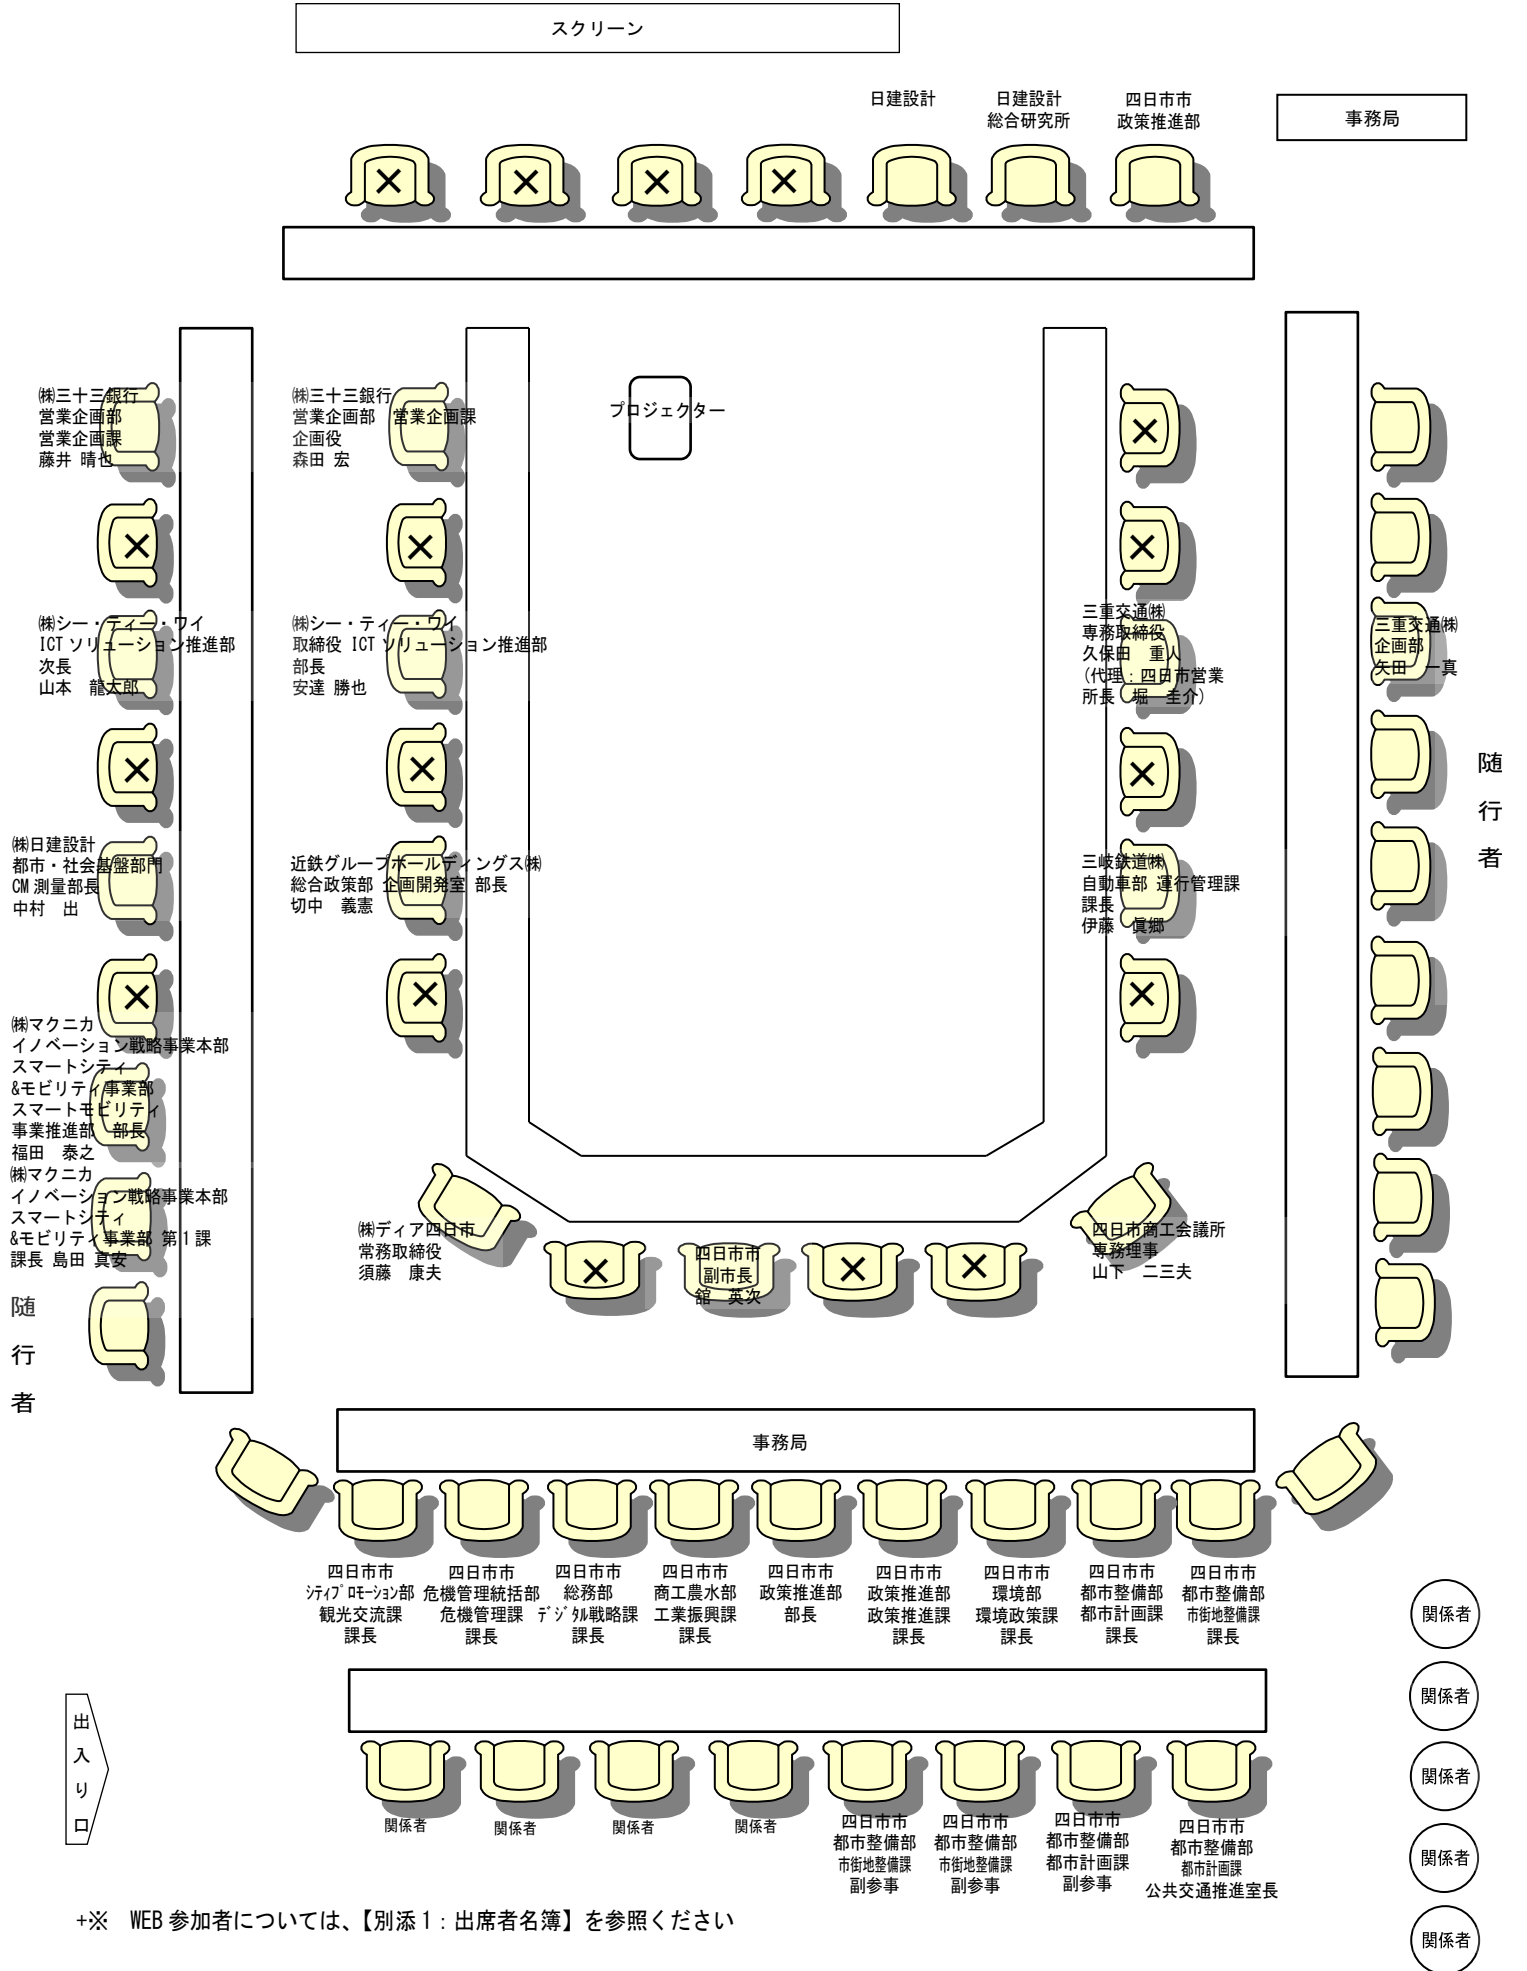 スクリーン
日建設計
日建設計
総合研究所
四日市市
政策推進部
事務局
㈱三十三銀行
営業企画部
営業企画課
藤井 晴也
㈱三十三銀行
営業企画部 営業企画課
企画役
森田 宏
プロジェクター
㈱シー・ティー・ワイ
ICT ソリューション推進部
次長
山本 龍太郎
㈱シー・ティー・ワイ
取締役 ICT ソリューション推進部
部長
安達 勝也
三重交通㈱
専務取締役
久保田 重人
(代理：四日市営業
所長 堀 圭介)
三重交通㈱
企画部
矢田 一真
随
行
者
㈱日建設計
都市・社会基盤部門
CM 測量部長
中村 出
近鉄グループホールディングス㈱
総合政策部 企画開発室 部長
切中 義憲
三岐鉄道㈱
自動車部 運行管理課
課長
伊藤 眞郷
㈱マクニカ
イノベーション戦略事業本部
スマートシティ
&モビリティ事業部
スマートモビリティ
事業推進部 部長
福田 泰之
㈱マクニカ
イノベーション戦略事業本部
スマートシティ
&モビリティ事業部 第１課
課長 島田 真安
随
行
者
㈱ディア四日市
常務取締役
須藤 康夫
四日市市
副市長
舘 英次
四日市商工会議所
専務理事
山下 二三夫
事務局
四日市市
ｼﾃｨﾌﾟﾛﾓｰｼｮﾝ部
観光交流課
課長
四日市市
危機管理統括部
危機管理課
課長
四日市市
総務部
ﾃﾞｼﾞﾀﾙ戦略課
課長
四日市市
商工農水部
工業振興課
課長
四日市市
政策推進部
部長
四日市市
政策推進部
政策推進課
課長
四日市市
環境部
環境政策課
課長
四日市市
都市整備部
都市計画課
課長
四日市市
都市整備部
市街地整備課
課長
関係者
関係者
関係者
関係者
関係者
出
入
り
口
関係者
関係者
関係者
関係者
四日市市
都市整備部
市街地整備課
副参事
四日市市
都市整備部
市街地整備課
副参事
四日市市
都市整備部
都市計画課
副参事
四日市市
都市整備部
都市計画課
公共交通推進室長
+※ WEB 参加者については、【別添１：出席者名簿】を参照ください